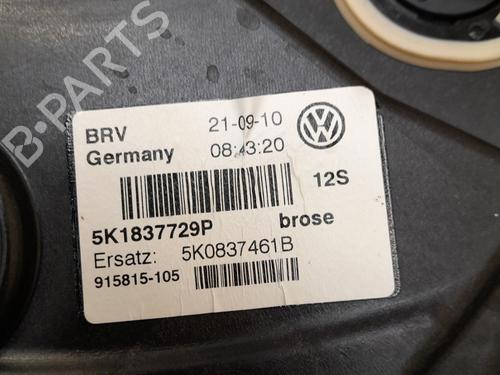 B-PARTS
BRV 21-09-10
Germany 08:43:20
12S
5K1837729P brose
Ersatz: 5K0837461B
915815-105